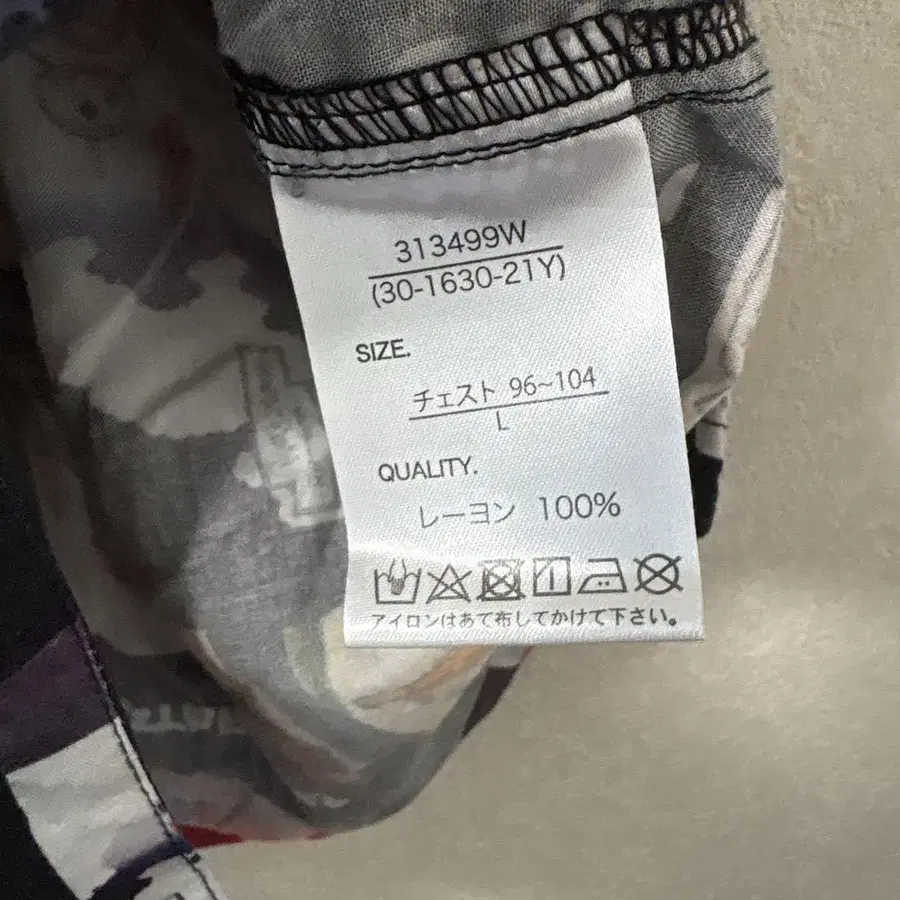 313499W
(30-1630-21Y)
SIZE.
チェスト 96~104
L
QUALITY.
レーヨン 100%
アイロンはあて布してかけて下さい。